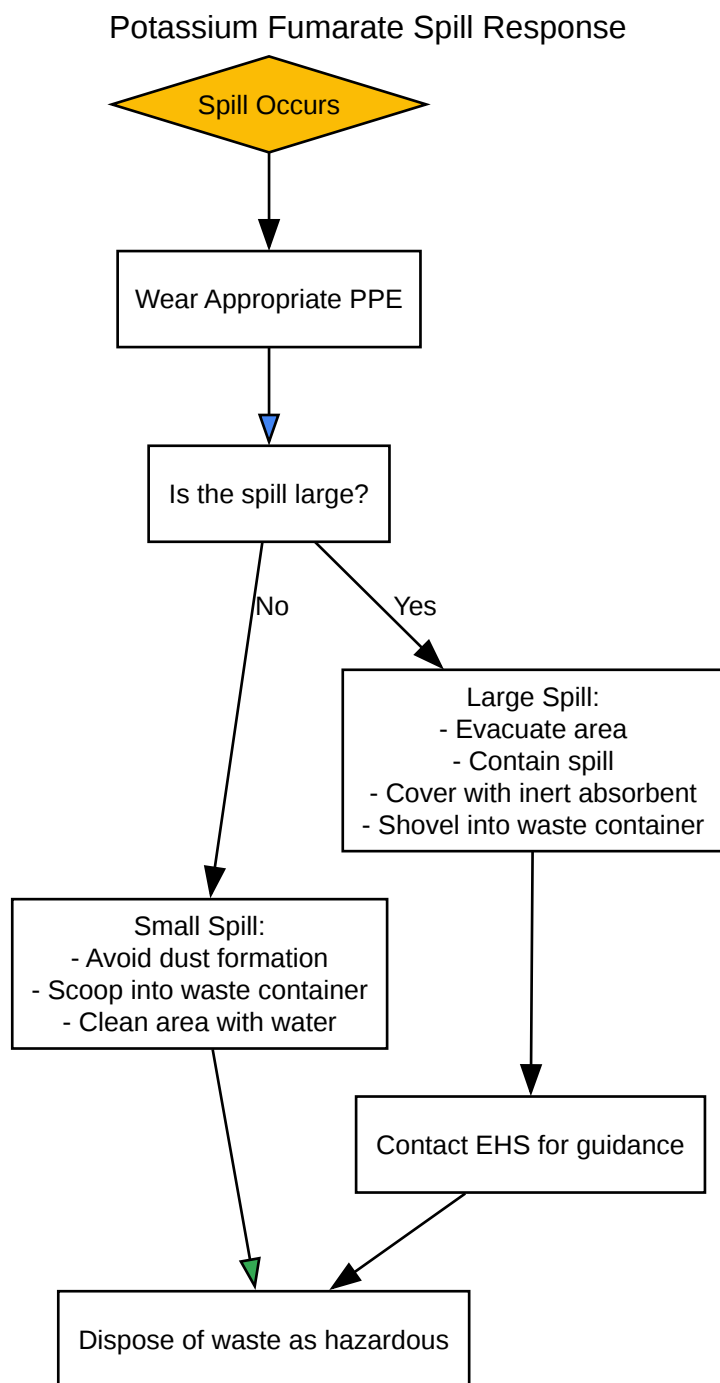 Potassium Fumarate Spill Response
Spill Occurs
Wear Appropriate PPE
Is the spill large?
No
Yes
Large Spill:
- Evacuate area
- Contain spill
- Cover with inert absorbent
- Shovel into waste container
Small Spill:
- Avoid dust formation
- Scoop into waste container
- Clean area with water
Contact EHS for guidance
Dispose of waste as hazardous